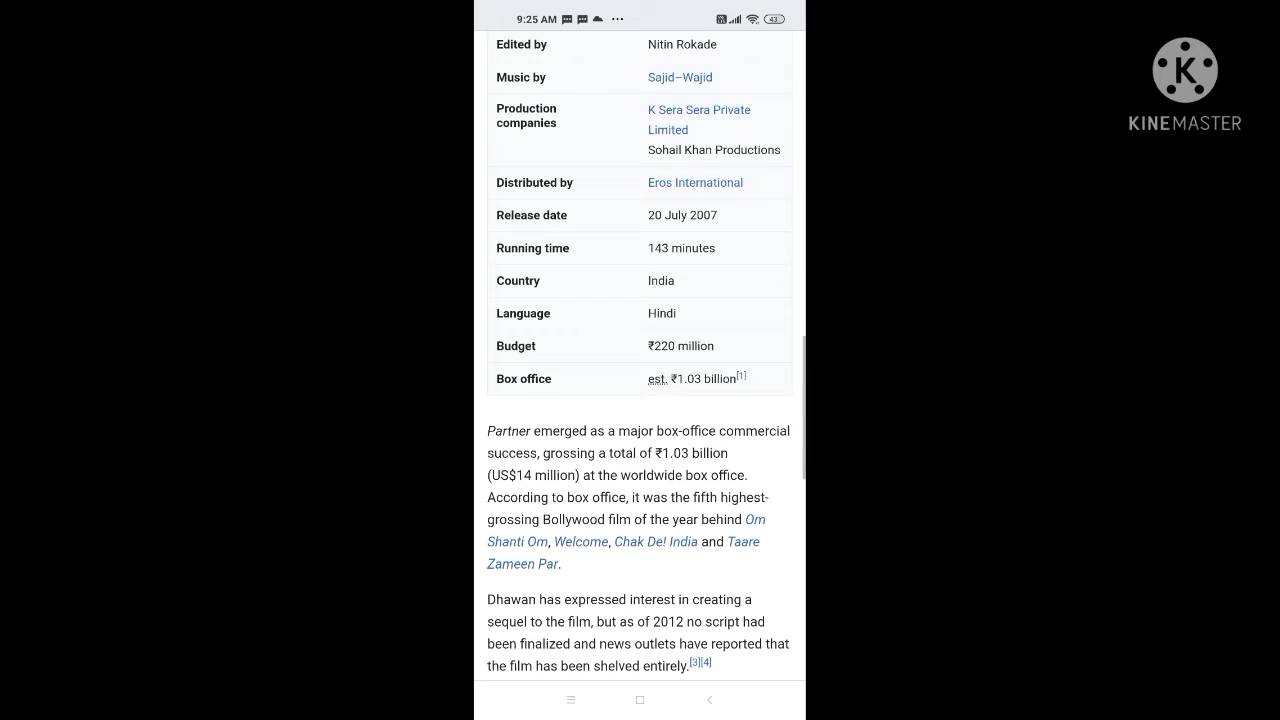 9:25 AM
43
KINEMASTER
Edited by Nitin Rokade
Music by Sajid–Wajid
Production companies K Sera Sera Private Limited
Sohail Khan Productions
Distributed by Eros International
Release date 20 July 2007
Running time 143 minutes
Country India
Language Hindi
Budget ₹220 million
Box office est. ₹1.03 billion[1]
Partner emerged as a major box-office commercial
success, grossing a total of ₹1.03 billion
(US$14 million) at the worldwide box office.
According to box office, it was the fifth highest-
grossing Bollywood film of the year behind Om
Shanti Om, Welcome, Chak De! India and Taare
Zameen Par.
Dhawan has expressed interest in creating a
sequel to the film, but as of 2012 no script had
been finalized and news outlets have reported that
the film has been shelved entirely.[3][4]